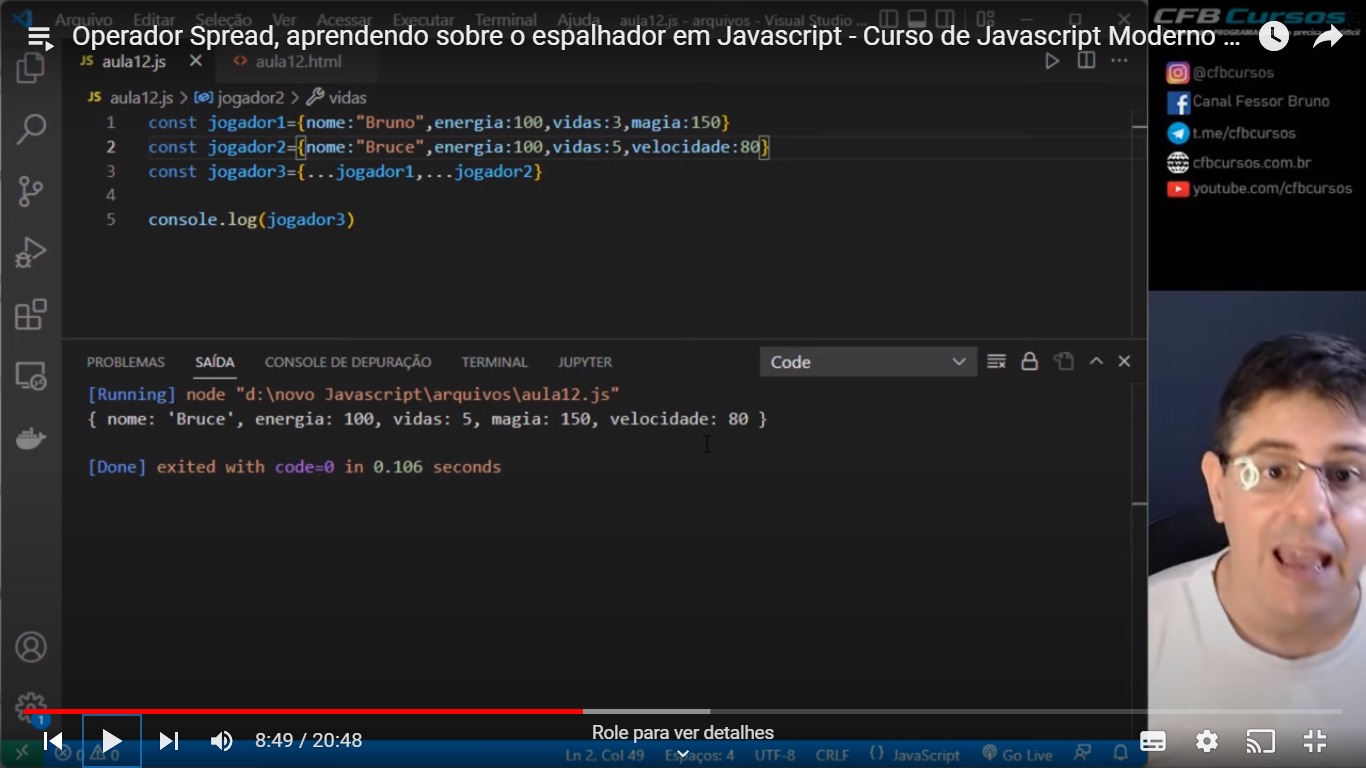 Arquivo Editar Seleção Ver Acessar Executar Terminal Ajuda aula12.js - arquivos - Visual Studio ...
CFB Cursos
Operador Spread, aprendendo sobre o espalhador em Javascript - Curso de Javascript Moderno ...
JS aula12.js aula12.html
@cfbcursos
JS aula12.js > jogador2 > vidas
Canal Fessor Bruno
1 const jogador1={nome:"Bruno",energia:100,vidas:3,magia:150}
t.me/cfbcursos
2 const jogador2={nome:"Bruce",energia:100,vidas:5,velocidade:80}
cfbcursos.com.br
3 const jogador3={...jogador1,...jogador2}
youtube.com/cfbcursos
4
5 console.log(jogador3)
PROBLEMAS SAÍDA CONSOLE DE DEPURAÇÃO TERMINAL JUPYTER Code
[Running] node "d:\novo Javascript\arquivos\aula12.js"
{ nome: 'Bruce', energia: 100, vidas: 5, magia: 150, velocidade: 80 }
[Done] exited with code=0 in 0.106 seconds
1
8:49 / 20:48
Role para ver detalhes
0 0 Ln 2, Col 49 Espaços: 4 UTF-8 CRLF {} JavaScript Go Live